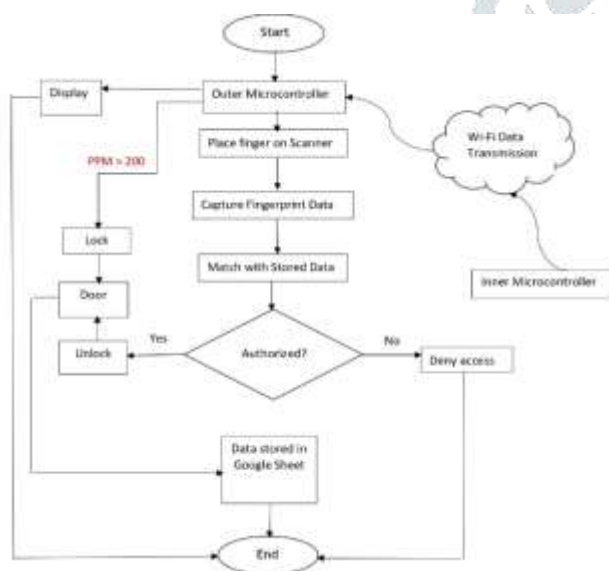 Start
Display
Outer Microcontroller
Wi-Fi Data
Transmission
Place finger on Scanner
PPM > 200
Capture Fingerprint Data
Lock
Match with Stored Data
Inner Microcontroller
Door
Yes
Authorized?
No
Unlock
Deny access
Data stored in
Google Sheet
End